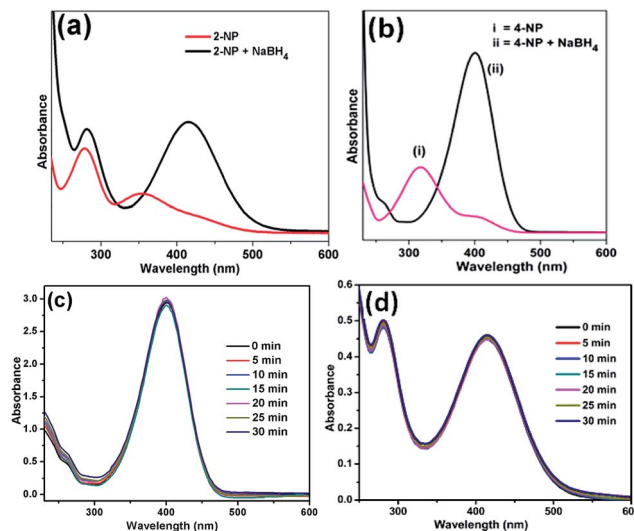 (a)
2-NP
2-NP + NaBH₄
Absorbance
300 400 500 600
Wavelength (nm)
(b)
i = 4-NP
ii = 4-NP + NaBH₄
(ii)
(i)
Absorbance
300 400 500 600
Wavelength (nm)
(c)
3.0
2.5
2.0
1.5
1.0
0.5
0.0
Absorbance
0 min
5 min
10 min
15 min
20 min
25 min
30 min
300 400 500 600
Wavelength (nm)
(d)
0.6
0.5
0.4
0.3
0.2
0.1
0.0
Absorbance
0 min
5 min
10 min
15 min
20 min
25 min
30 min
300 400 500 600
Wavelength (nm)